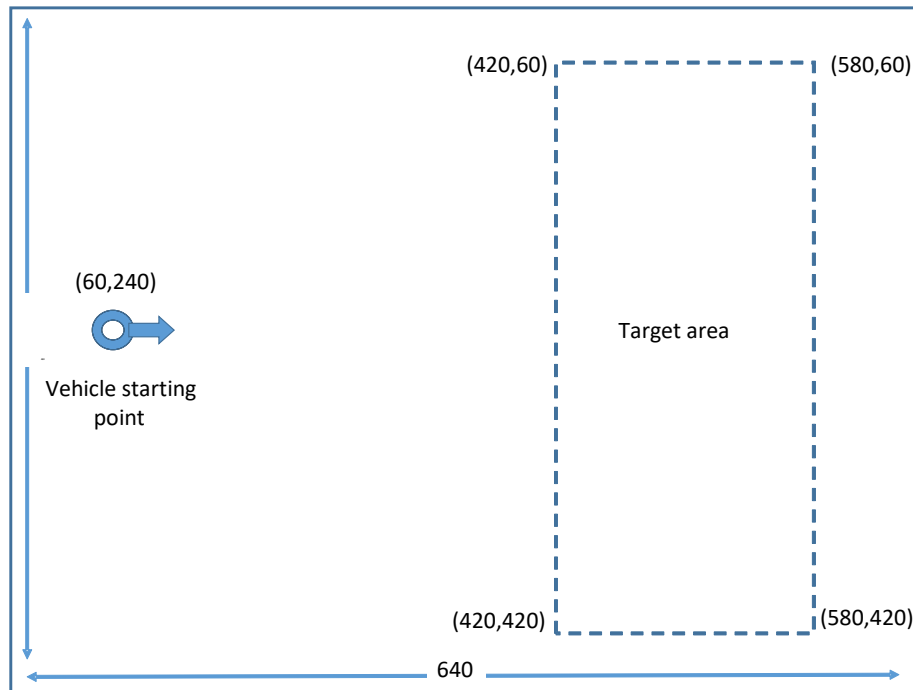 (420,60)
(580,60)
(60,240)
Vehicle starting
point
Target area
(420,420)
(580,420)
640